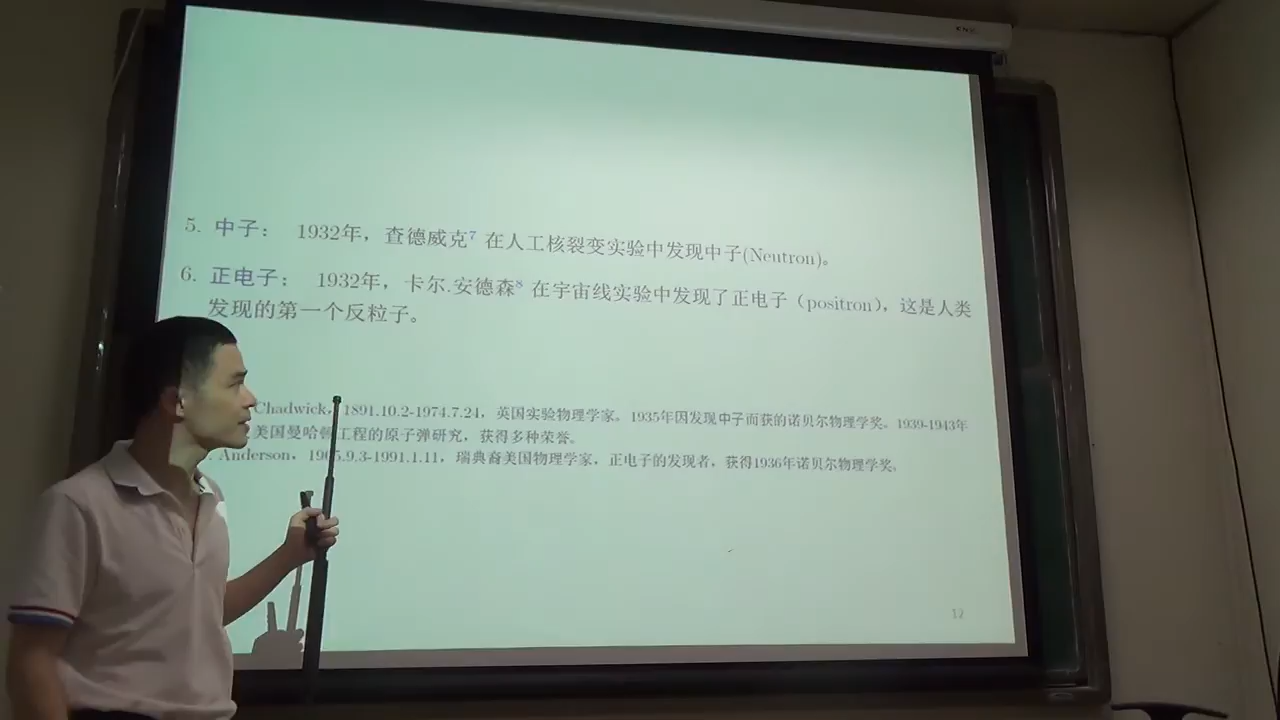 5. 中子： 1932年，查德威克7 在人工核裂变实验中发现中子(Neutron)。
6. 正电子： 1932年，卡尔.安德森8 在宇宙线实验中发现了正电子（positron），这是人类
发现的第一个反粒子。
Chadwick，1891.10.2-1974.7.24，英国实验物理学家。1935年因发现中子而获的诺贝尔物理学奖。1939-1943年
美国曼哈顿工程的原子弹研究，获得多种荣誉。
Anderson，1905.9.3-1991.1.11，瑞典裔美国物理学家，正电子的发现者，获得1936年诺贝尔物理学奖。
12